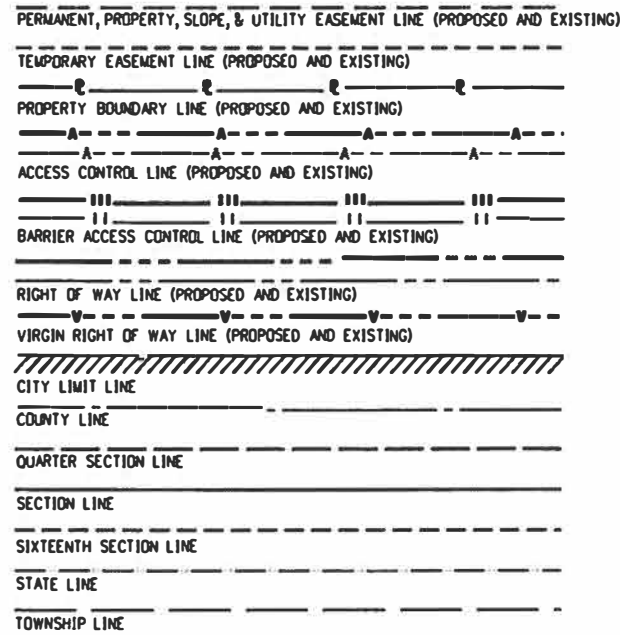 PERMANENT, PROPERTY, SLOPE, & UTILITY EASEMENT LINE (PROPOSED AND EXISTING)
TEMPORARY EASEMENT LINE (PROPOSED AND EXISTING)
PROPERTY BOUNDARY LINE (PROPOSED AND EXISTING)
A A A A
A A A A
ACCESS CONTROL LINE (PROPOSED AND EXISTING)
BARRIER ACCESS CONTROL LINE (PROPOSED AND EXISTING)
RIGHT OF WAY LINE (PROPOSED AND EXISTING)
V V V V
VIRGIN RIGHT OF WAY LINE (PROPOSED AND EXISTING)
CITY LIMIT LINE
COUNTY LINE
QUARTER SECTION LINE
SECTION LINE
SIXTEENTH SECTION LINE
STATE LINE
TOWNSHIP LINE